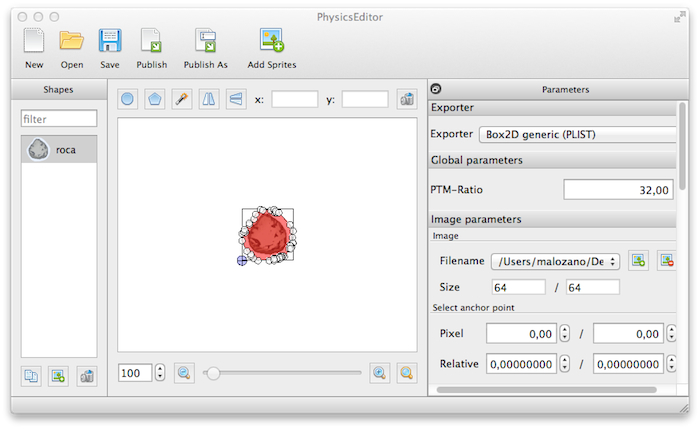 PhysicsEditor
New Open Save Publish Publish As Add Sprites
Shapes
filter
roca
x: y:
100
Parameters
Exporter
Exporter Box2D generic (PLIST)
Global parameters
PTM-Ratio 32,00
Image parameters
Image
Filename /Users/malozano/De
Size 64 / 64
Select anchor point
Pixel 0,00 / 0,00
Relative 0,00000000 / 0,00000000